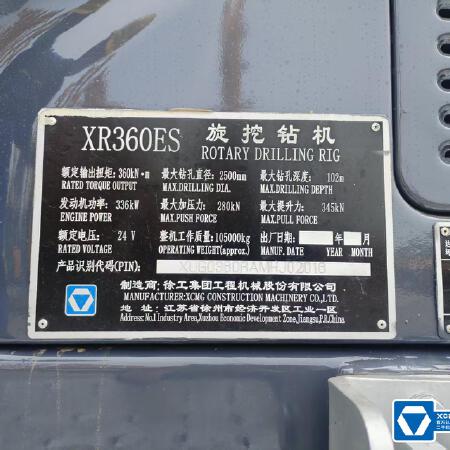 XR360ES 旋挖钻机
ROTARY DRILLING RIG
额定输出扭矩: 360kN·m 最大钻孔直径: 2500mm 最大钻孔深度: 102m
RATED TORQUE OUTPUT MAX.DRILLING DIA. MAX.DRILLING DEPTH
发动机功率: 336kW 最大加压力: 280kN 最大提升力: 345kN
ENGINE POWER MAX.PUSH FORCE MAX.PULL FORCE
额定电压: 24V 整机工作质量: 105000kg 出厂日期: 年 月
RATED VOLTAGE OPERATING WEIGHT(approx.) YEAR MONTH
产品识别代码(PIN):
制造商: 徐工集团工程机械股份有限公司
MANUFACTURER:XCMG CONSTRUCTION MACHINERY CO.,LTD.
地址: 江苏省徐州市经济开发区工业一区
Address: No.1 Industry Area,Xuzhou Economic Development Zone,Jiangsu,P.R.China